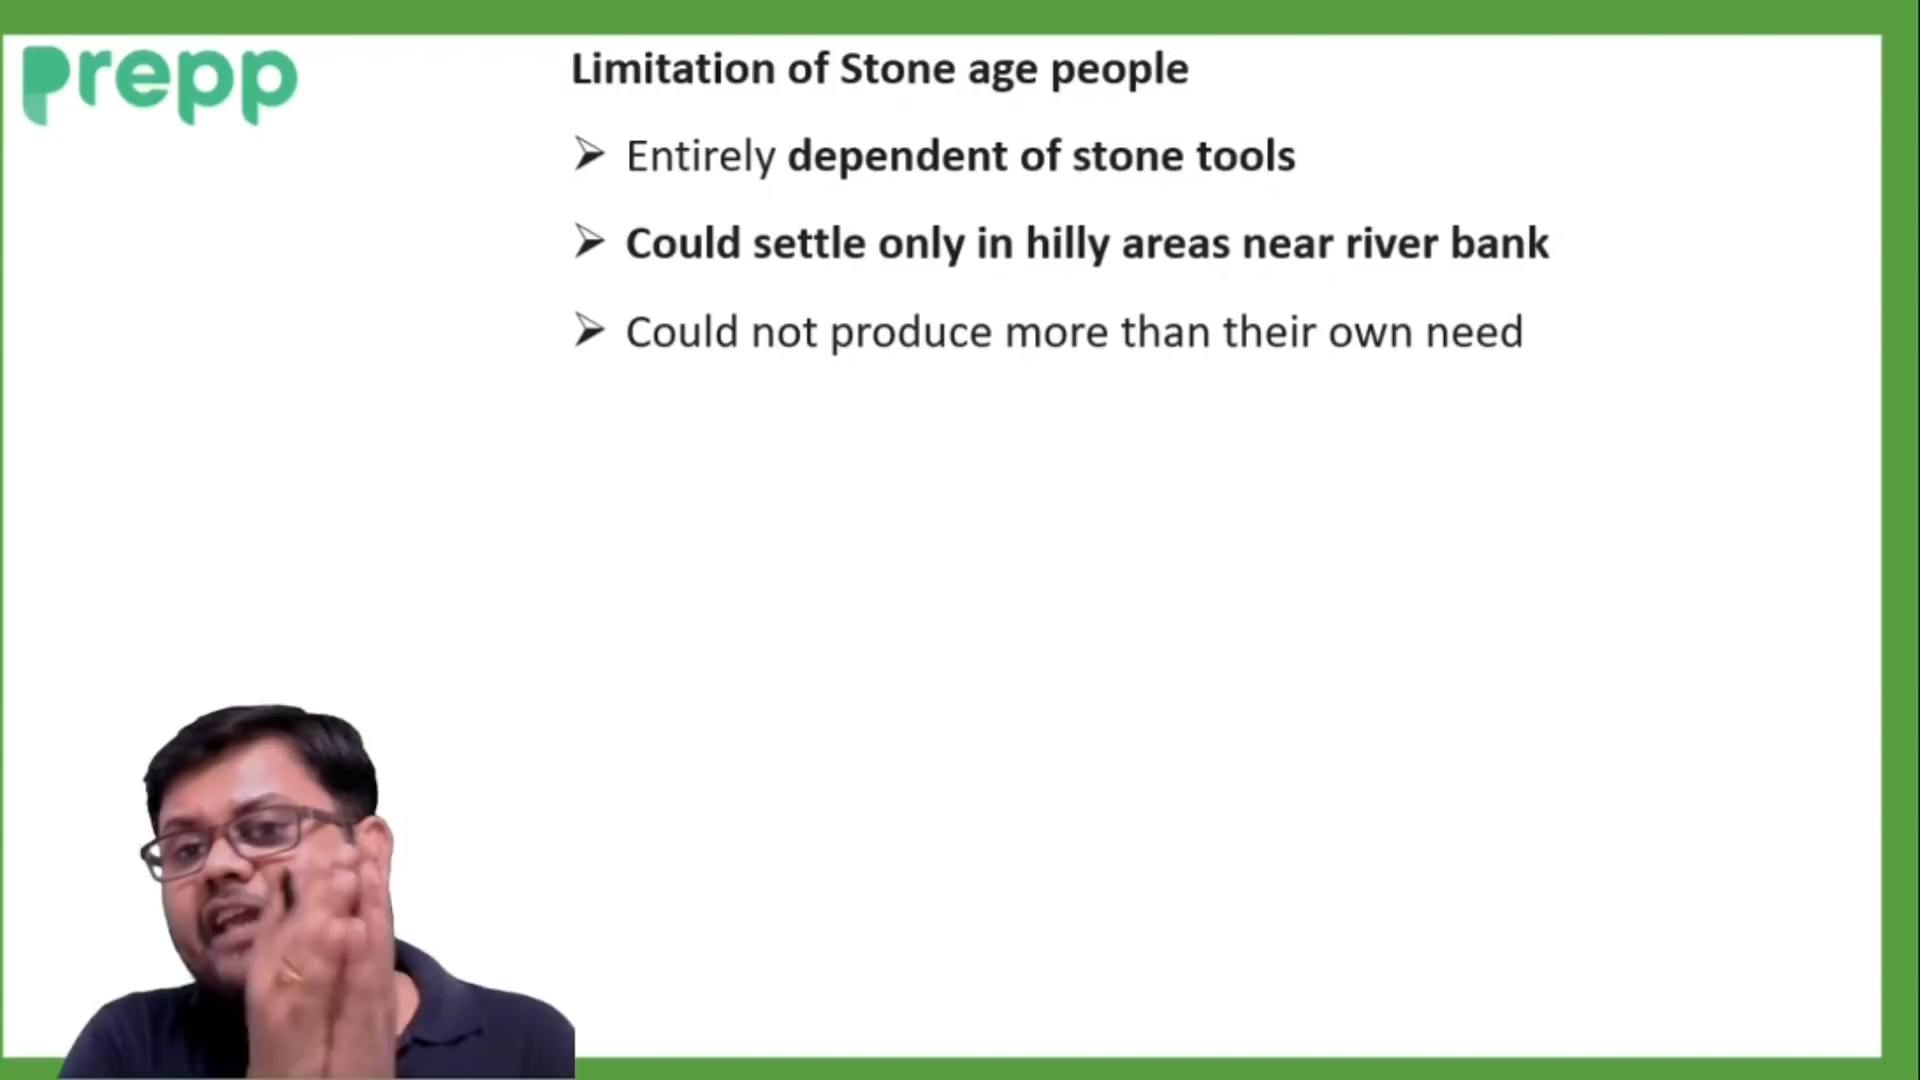 prepp
Limitation of Stone age people
➢ Entirely dependent of stone tools
➢ Could settle only in hilly areas near river bank
➢ Could not produce more than their own need